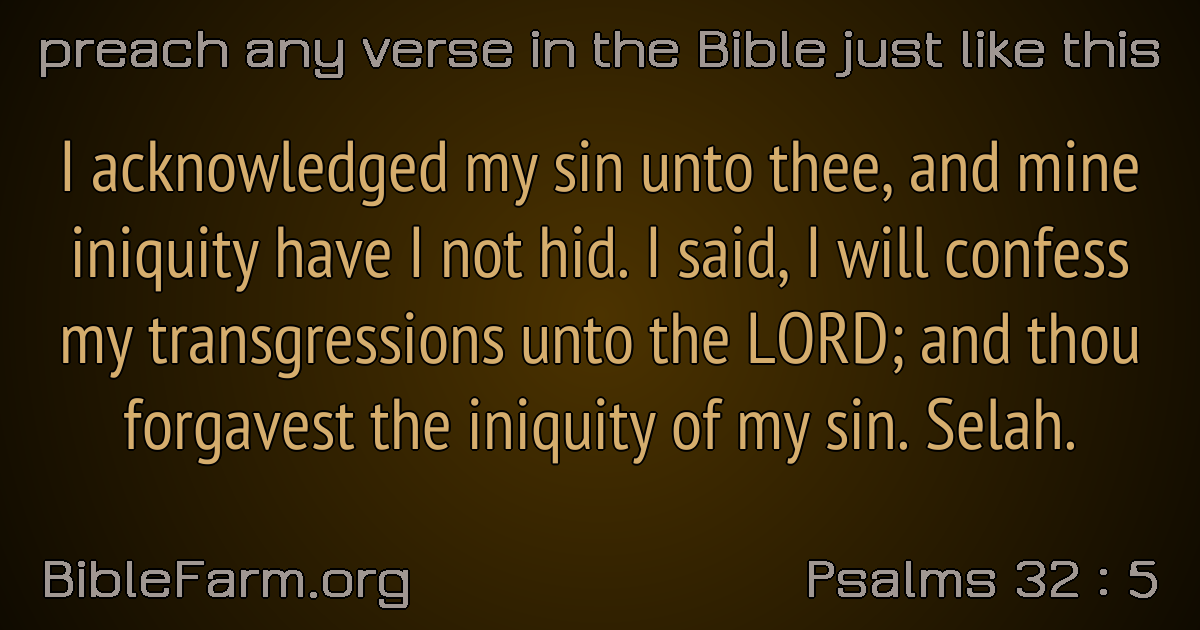 preach any verse in the Bible just like this
I acknowledged my sin unto thee, and mine
iniquity have I not hid. I said, I will confess
my transgressions unto the LORD; and thou
forgavest the iniquity of my sin. Selah.
BibleFarm.org
Psalms 32 : 5